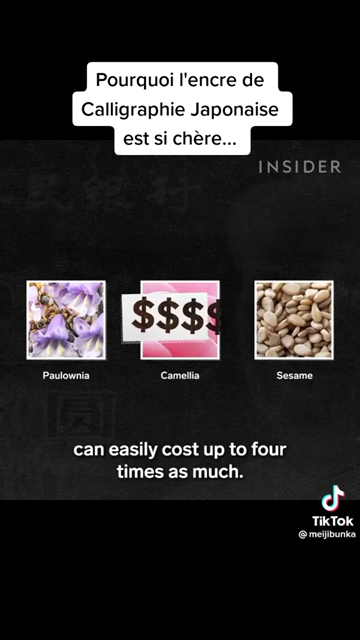 Pourquoi l'encre de
Calligraphie Japonaise
est si chère...
INSIDER
$$$$
Paulownia
Camellia
Sesame
can easily cost up to four
times as much.
TikTok
@ meijibunka